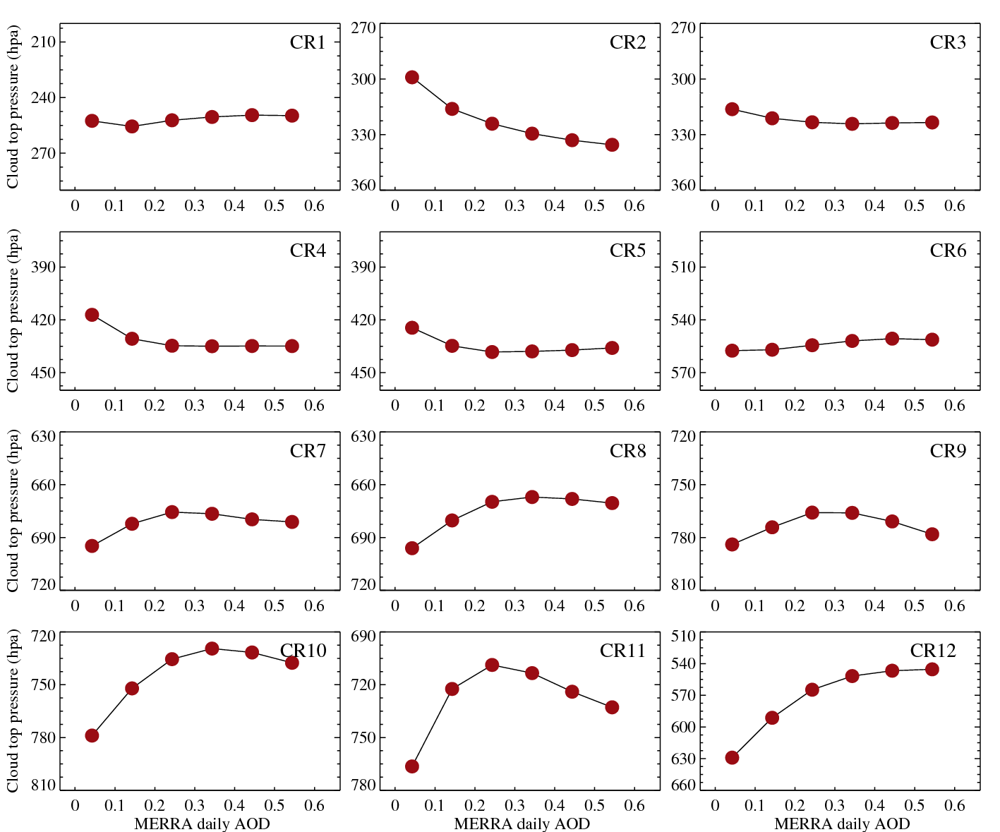 CR1
Cloud top pressure (hpa)
210
240
270
0 0.1 0.2 0.3 0.4 0.5 0.6
CR2
270
300
330
360
0 0.1 0.2 0.3 0.4 0.5 0.6
CR3
270
300
330
360
0 0.1 0.2 0.3 0.4 0.5 0.6
CR4
Cloud top pressure (hpa)
390
420
450
0 0.1 0.2 0.3 0.4 0.5 0.6
CR5
390
420
450
0 0.1 0.2 0.3 0.4 0.5 0.6
CR6
510
540
570
0 0.1 0.2 0.3 0.4 0.5 0.6
CR7
Cloud top pressure (hpa)
630
660
690
720
0 0.1 0.2 0.3 0.4 0.5 0.6
CR8
630
660
690
720
0 0.1 0.2 0.3 0.4 0.5 0.6
CR9
720
750
780
810
0 0.1 0.2 0.3 0.4 0.5 0.6
CR10
Cloud top pressure (hpa)
720
750
780
810
0 0.1 0.2 0.3 0.4 0.5 0.6
MERRA daily AOD
CR11
690
720
750
780
0 0.1 0.2 0.3 0.4 0.5 0.6
MERRA daily AOD
CR12
510
540
570
600
630
660
0 0.1 0.2 0.3 0.4 0.5 0.6
MERRA daily AOD